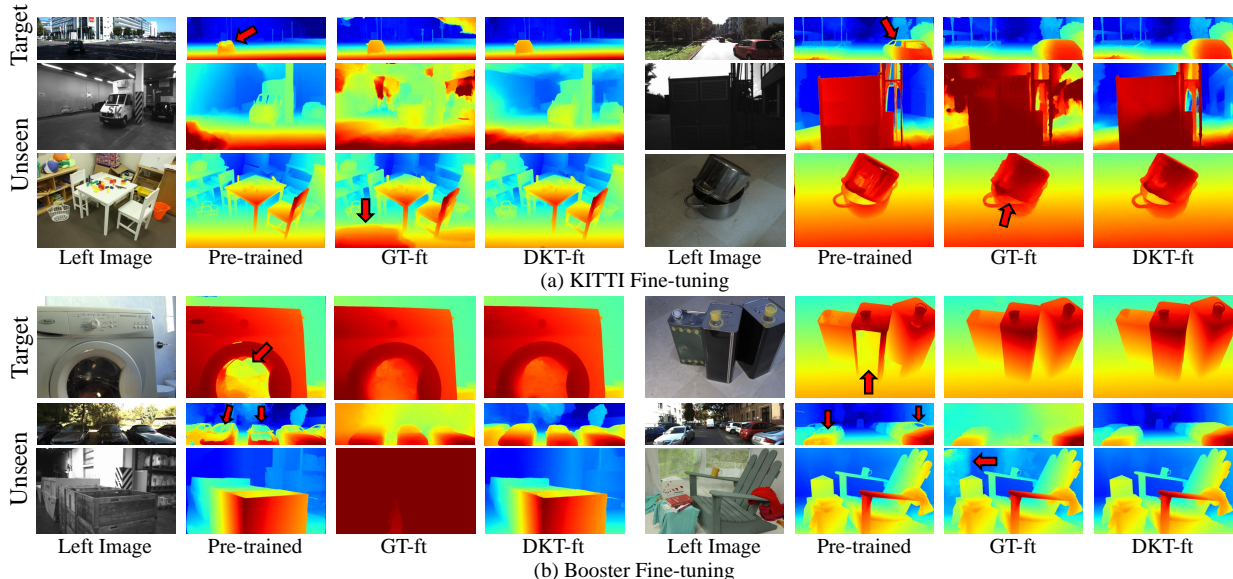 Target
Unseen
Left Image Pre-trained GT-ft DKT-ft Left Image Pre-trained GT-ft DKT-ft
(a) KITTI Fine-tuning
Target
Unseen
Left Image Pre-trained GT-ft DKT-ft Left Image Pre-trained GT-ft DKT-ft
(b) Booster Fine-tuning